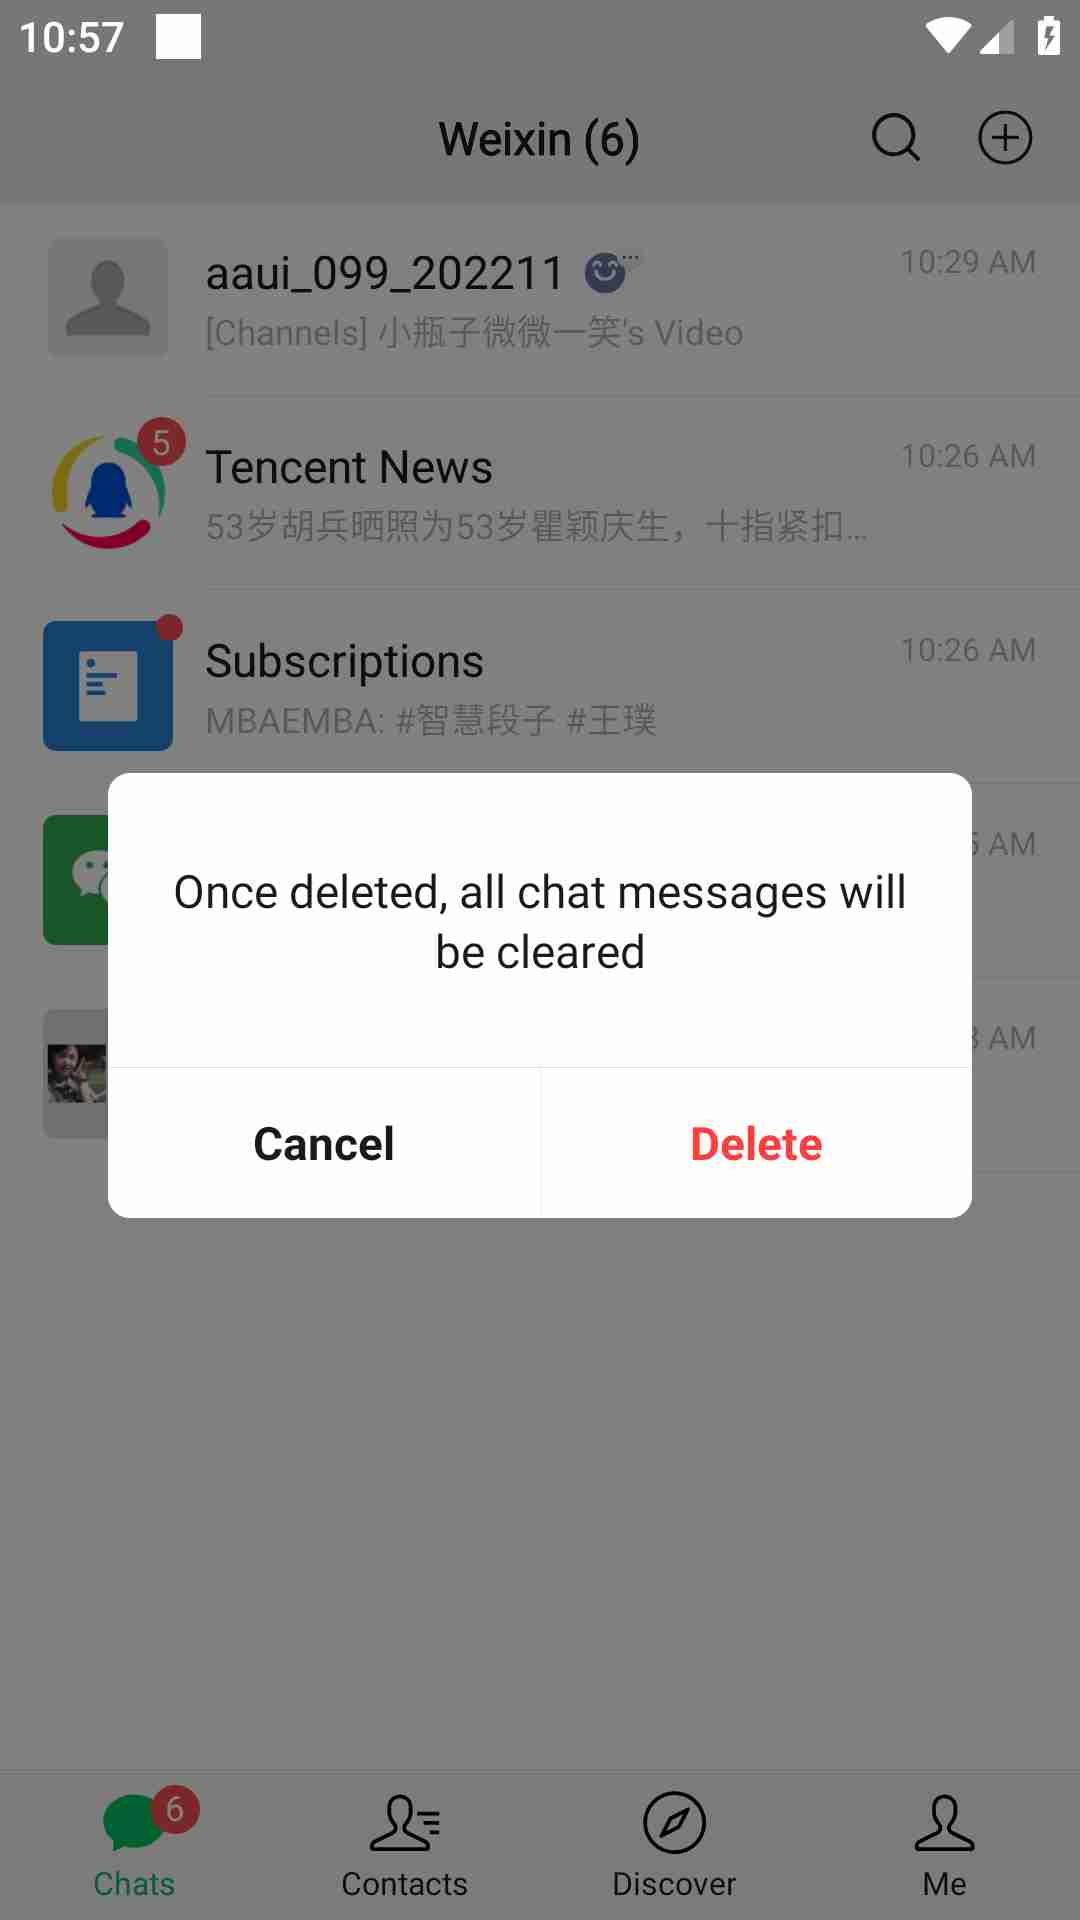 10:57
Weixin (6)
aaui_099_202211
10:29 AM
[Channels] 小瓶子微微一笑's Video
5
Tencent News
10:26 AM
53岁胡兵晒照为53岁瞿颖庆生，十指紧扣...
Subscriptions
10:26 AM
MBAEMBA: #智慧段子 #王璞
AM
Once deleted, all chat messages will
be cleared
AM
Cancel
Delete
6
Chats
Contacts
Discover
Me